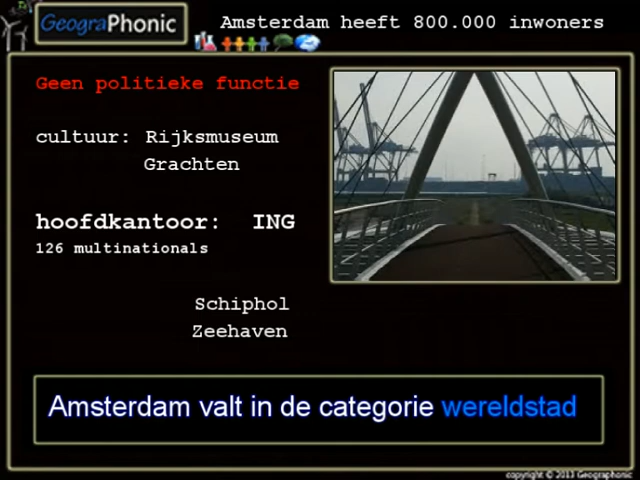 GeograPhonic
Amsterdam heeft 800.000 inwoners
Geen politieke functie
cultuur: Rijksmuseum
Grachten
hoofdkantoor: ING
126 multinationals
Schiphol
Zeehaven
Amsterdam valt in de categorie wereldstad
copyright © 2013 Geographonic